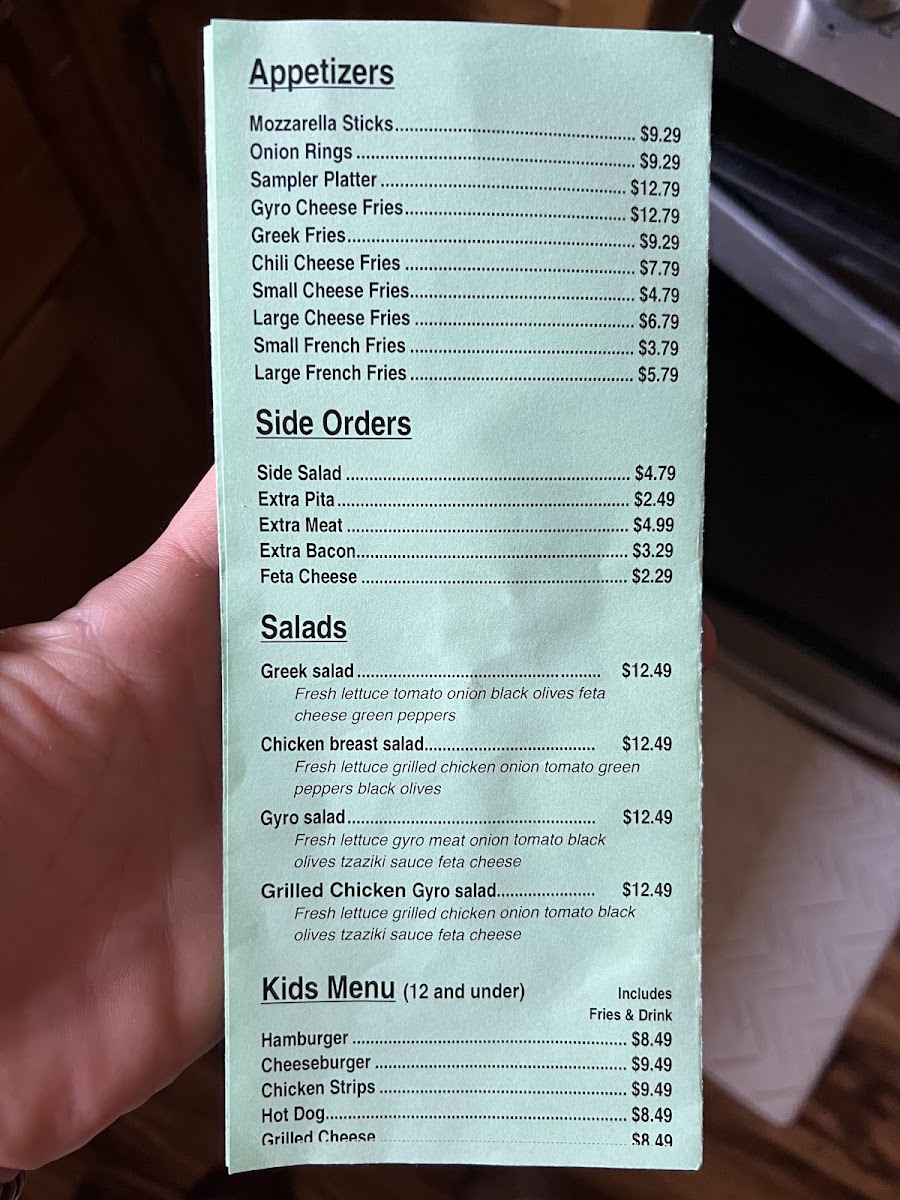 Appetizers
Mozzarella Sticks................................................ $9.29
Onion Rings ....................................................... $9.29
Sampler Platter .................................................. $12.79
Gyro Cheese Fries............................................. $12.79
Greek Fries......................................................... $9.29
Chili Cheese Fries .............................................. $7.79
Small Cheese Fries............................................. $4.79
Large Cheese Fries ............................................ $6.79
Small French Fries ............................................. $3.79
Large French Fries ............................................. $5.79
Side Orders
Side Salad .......................................................... $4.79
Extra Pita ............................................................ $2.49
Extra Meat .......................................................... $4.99
Extra Bacon........................................................ $3.29
Feta Cheese ....................................................... $2.29
Salads
Greek salad ................................................... $12.49
Fresh lettuce tomato onion black olives feta
cheese green peppers
Chicken breast salad..................................... $12.49
Fresh lettuce grilled chicken onion tomato green
peppers black olives
Gyro salad..................................................... $12.49
Fresh lettuce gyro meat onion tomato black
olives tzaziki sauce feta cheese
Grilled Chicken Gyro salad..................... $12.49
Fresh lettuce grilled chicken onion tomato black
olives tzaziki sauce feta cheese
Kids Menu (12 and under) Includes
Fries & Drink
Hamburger ......................................................... $8.49
Cheeseburger .................................................... $9.49
Chicken Strips ................................................... $9.49
Hot Dog.............................................................. $8.49
Grilled Cheese ................................................... $8.49